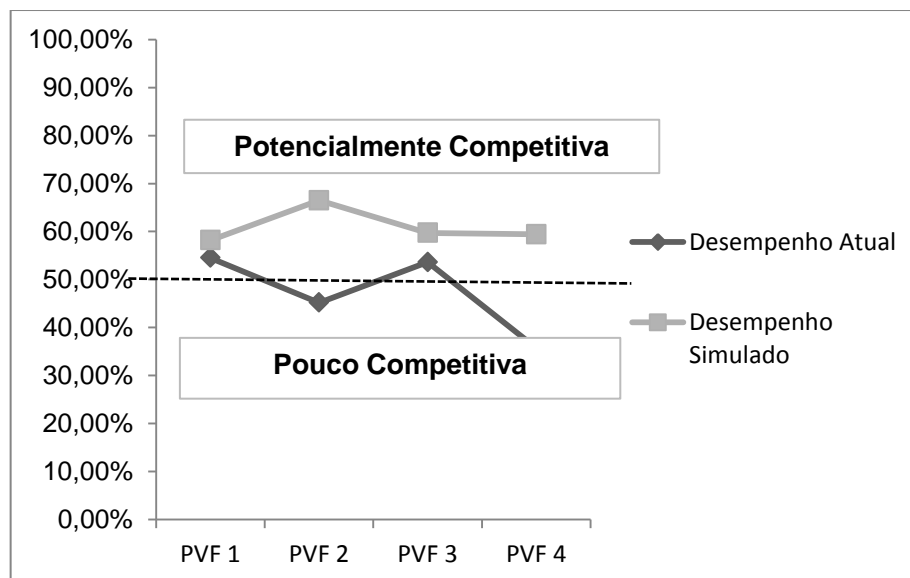 100,00%
90,00%
80,00%
70,00%
60,00%
50,00%
40,00%
30,00%
20,00%
10,00%
0,00%
Potencialmente Competitiva
Pouco Competitiva
PVF 1 PVF 2 PVF 3 PVF 4
Desempenho Atual
Desempenho
Simulado